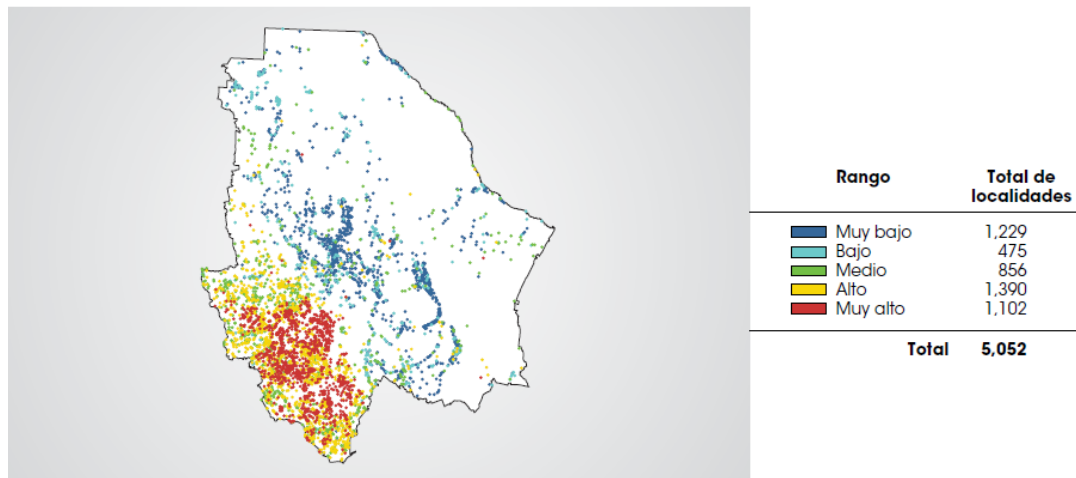 Rango Total de
localidades
Muy bajo 1,229
Bajo 475
Medio 856
Alto 1,390
Muy alto 1,102
Total 5,052